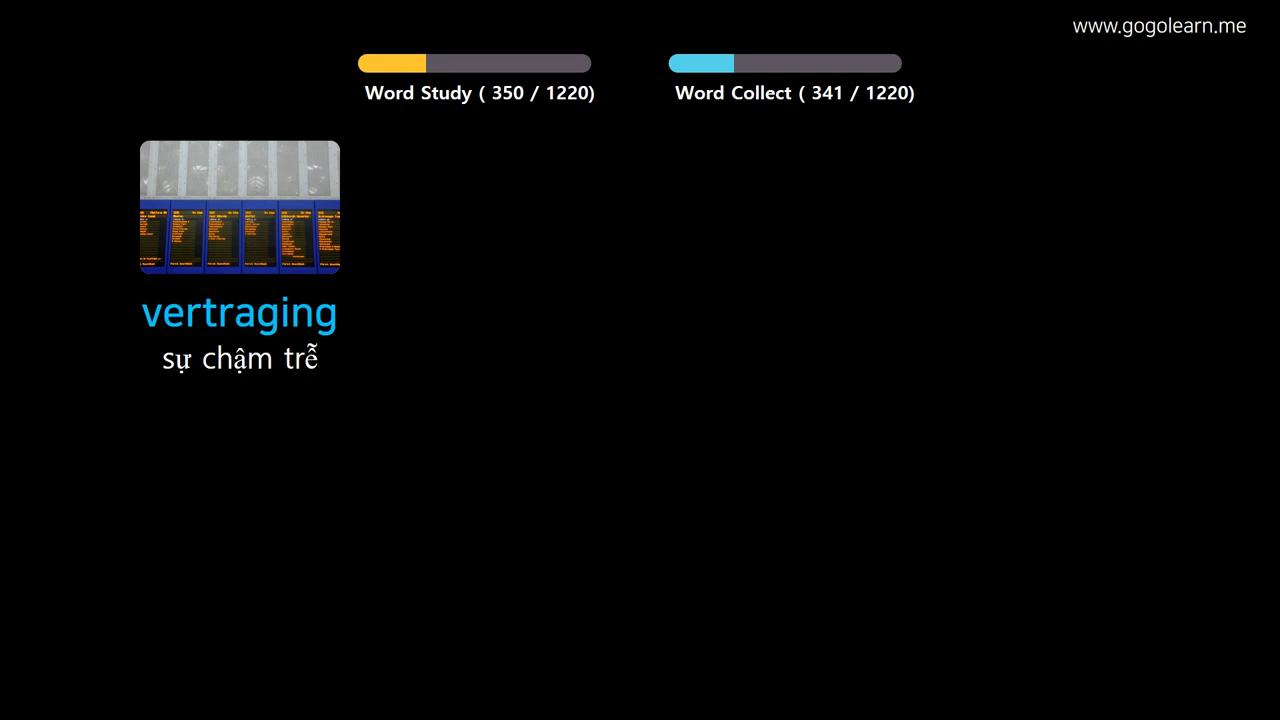 www.gogolearn.me
Word Study ( 350 / 1220)
Word Collect ( 341 / 1220)
vertraging
sự chậm trễ